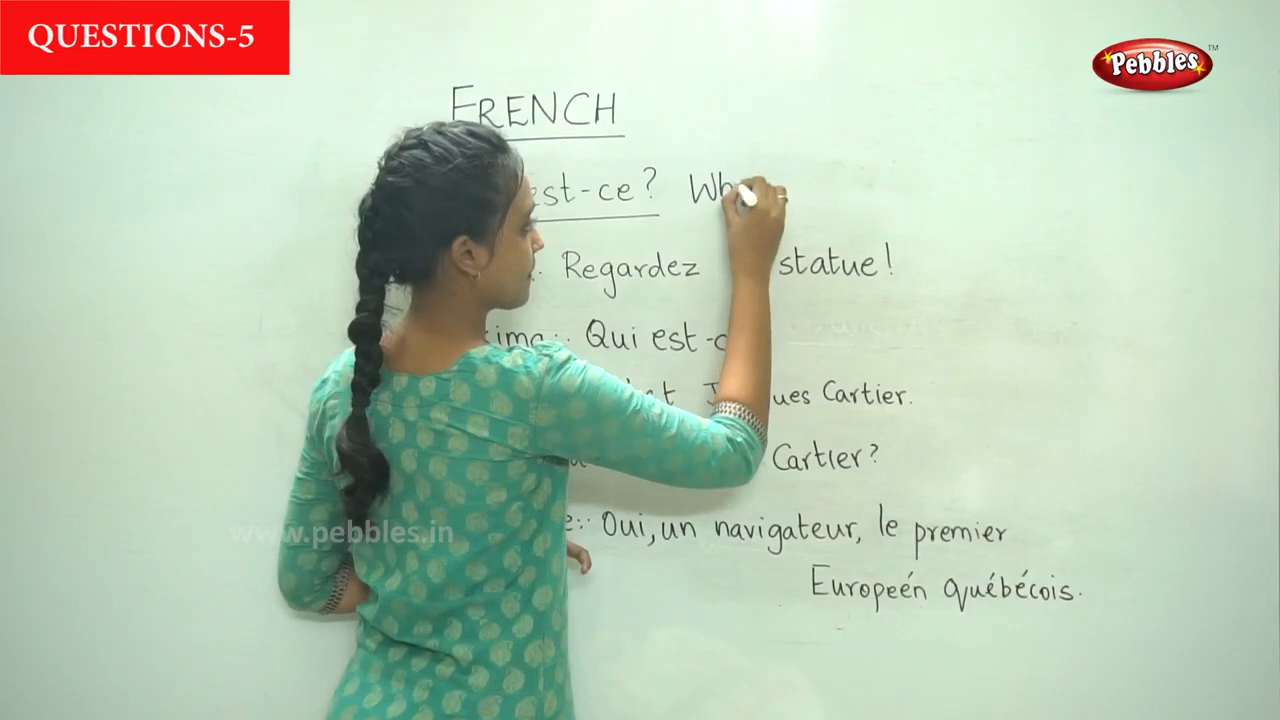 QUESTIONS-5
Pebbles™
FRENCH
est-ce? Wh
Regardez statue!
Qui est-c
ues Cartier.
Cartier?
Oui, un navigateur, le premier
www.pebbles.in
Europeén québécois.